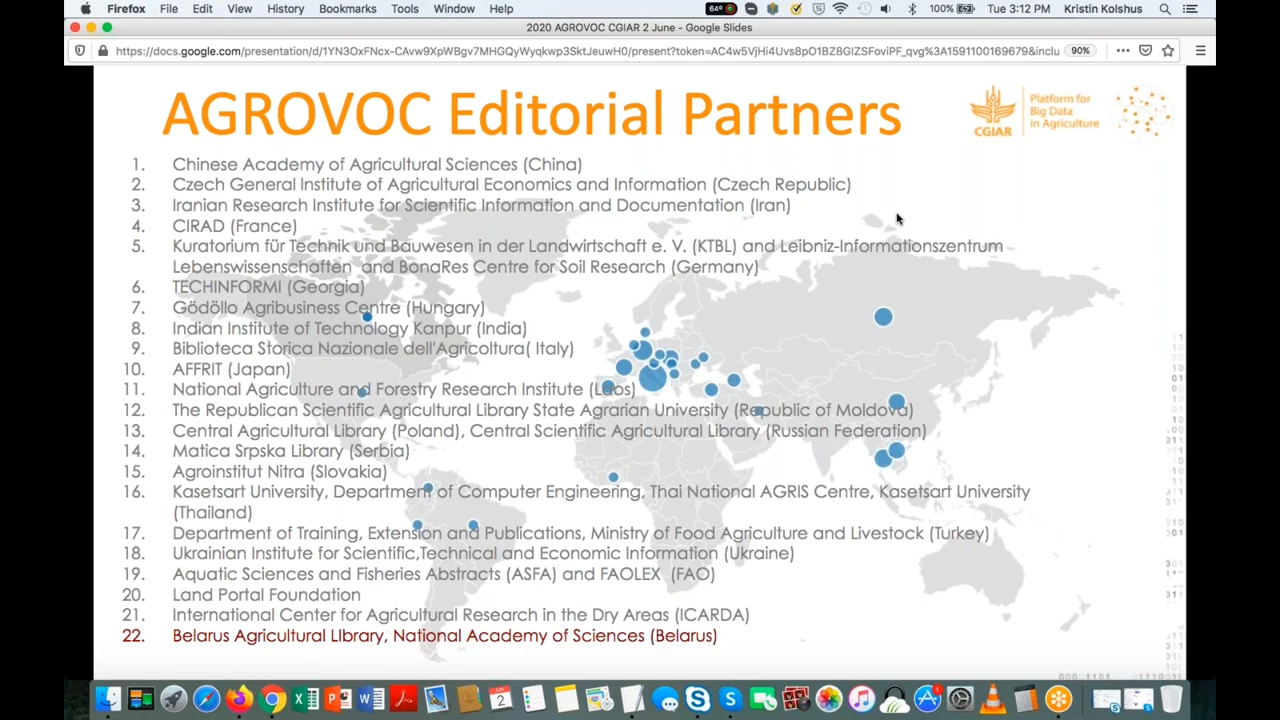 Firefox File Edit View History Bookmarks Tools Window Help 64° 100% Tue 3:12 PM Kristin Kolshus
2020 AGROVOC CGIAR 2 June - Google Slides
90%
AGROVOC Editorial Partners
CGIAR
Platform for
Big Data
in Agriculture
1. Chinese Academy of Agricultural Sciences (China)
2. Czech General Institute of Agricultural Economics and Information (Czech Republic)
3. Iranian Research Institute for Scientific Information and Documentation (Iran)
4. CIRAD (France)
5. Kuratorium für Technik und Bauwesen in der Landwirtschaft e. V. (KTBL) and Leibniz-Informationszentrum
Lebenswissenschaften and BonaRes Centre for Soil Research (Germany)
6. TECHINFORMI (Georgia)
7. Gödöllo Agribusiness Centre (Hungary)
8. Indian Institute of Technology Kanpur (India)
9. Biblioteca Storica Nazionale dell'Agricoltura( Italy)
10. AFFRIT (Japan)
11. National Agriculture and Forestry Research Institute (Laos)
12. The Republican Scientific Agricultural Library State Agrarian University (Republic of Moldova)
13. Central Agricultural Library (Poland), Central Scientific Agricultural Library (Russian Federation)
14. Matica Srpska Library (Serbia)
15. Agroinstitut Nitra (Slovakia)
16. Kasetsart University, Department of Computer Engineering, Thai National AGRIS Centre, Kasetsart University
(Thailand)
17. Department of Training, Extension and Publications, Ministry of Food Agriculture and Livestock (Turkey)
18. Ukrainian Institute for Scientific,Technical and Economic Information (Ukraine)
19. Aquatic Sciences and Fisheries Abstracts (ASFA) and FAOLEX (FAO)
20. Land Portal Foundation
21. International Center for Agricultural Research in the Dry Areas (ICARDA)
22. Belarus Agricultural LIbrary, National Academy of Sciences (Belarus)